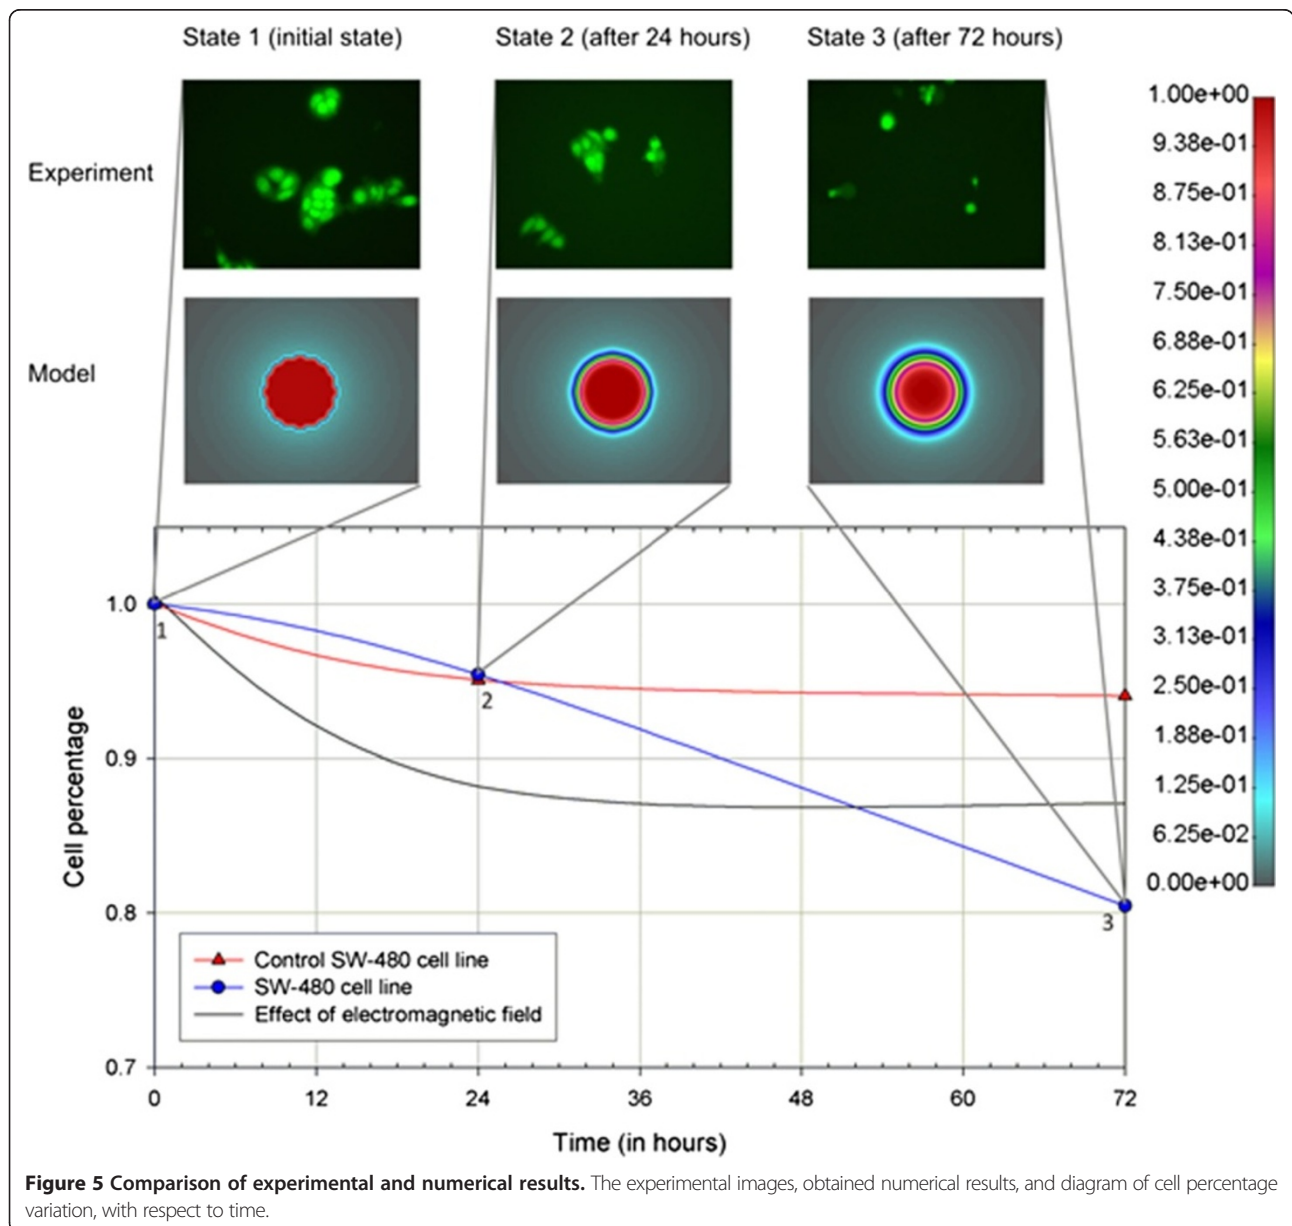 State 1 (initial state)
State 2 (after 24 hours)
State 3 (after 72 hours)
Experiment
Model
1.00e+00
9.38e-01
8.75e-01
8.13e-01
7.50e-01
6.88e-01
6.25e-01
5.63e-01
5.00e-01
4.38e-01
3.75e-01
3.13e-01
2.50e-01
1.88e-01
1.25e-01
6.25e-02
0.00e+00
Cell percentage
1.0
0.9
0.8
0.7
1
2
3
Control SW-480 cell line
SW-480 cell line
Effect of electromagnetic field
0 12 24 36 48 60 72
Time (in hours)
Figure 5 Comparison of experimental and numerical results. The experimental images, obtained numerical results, and diagram of cell percentage
variation, with respect to time.